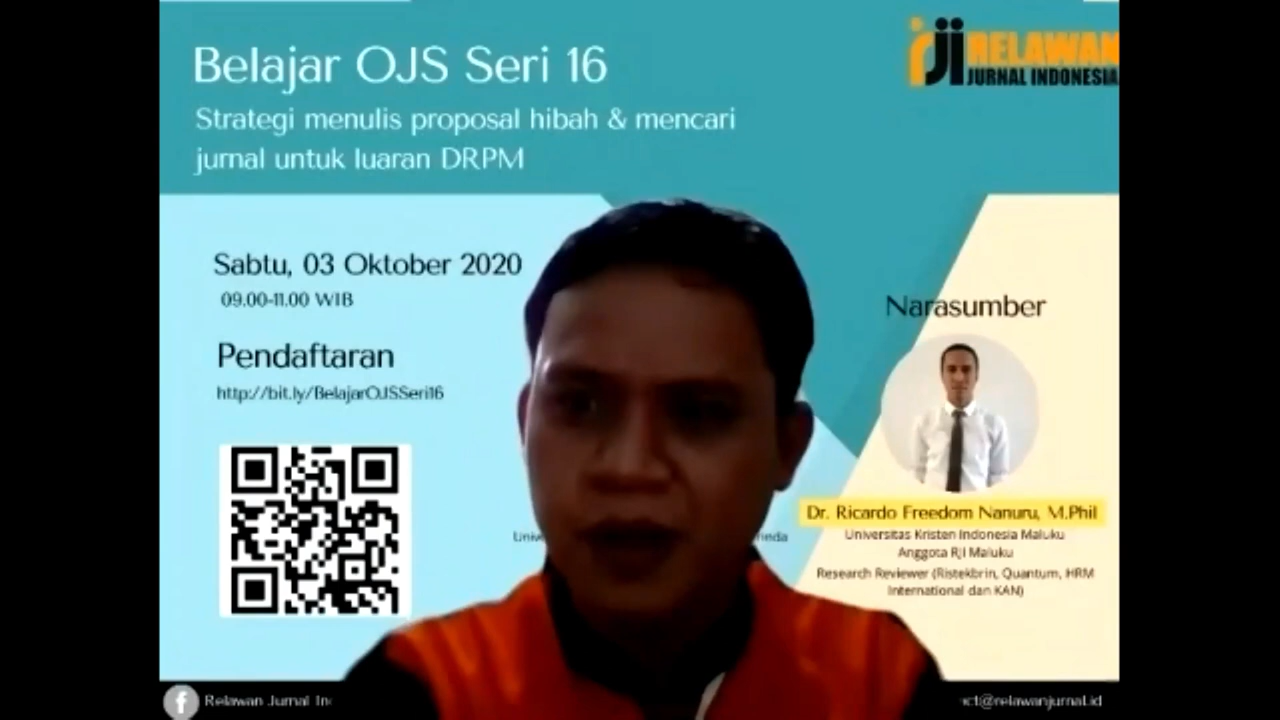 Belajar OJS Seri 16
Strategi menulis proposal hibah & mencari
jurnal untuk luaran DRPM
rji RELAWAN
JURNAL INDONESIA
Sabtu, 03 Oktober 2020
09.00-11.00 WIB
Pendaftaran
http://bit.ly/BelajarOJSSeri16
Narasumber
Dr. Ricardo Freedom Nanuru, M.Phil
Universitas Kristen Indonesia Maluku
Anggota RJI Maluku
Research Reviewer (Ristekbrin, Quantum, HRM
International dan KAN)
Relawan Jurnal In
ct@relawanjurnal.id